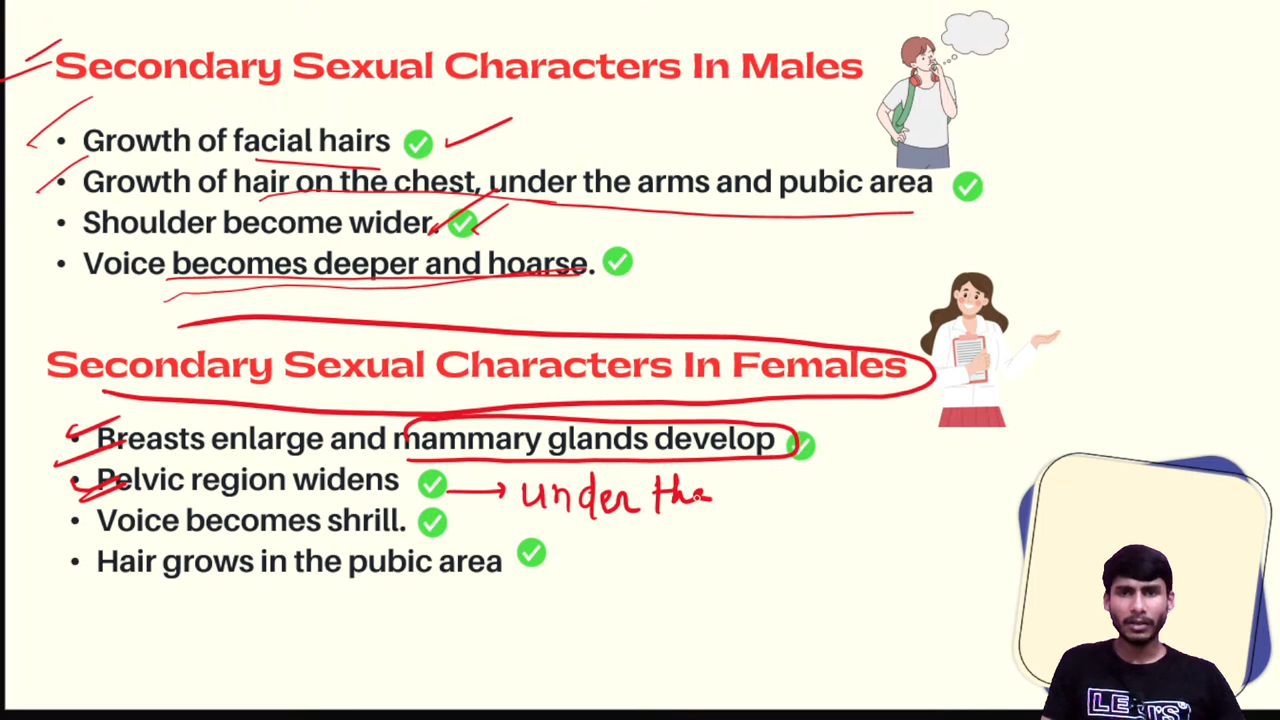 Secondary Sexual Characters In Males
• Growth of facial hairs
• Growth of hair on the chest, under the arms and pubic area
• Shoulder become wider.
• Voice becomes deeper and hoarse.
Secondary Sexual Characters In Females
• Breasts enlarge and mammary glands develop
• Pelvic region widens → under the
• Voice becomes shrill.
• Hair grows in the pubic area